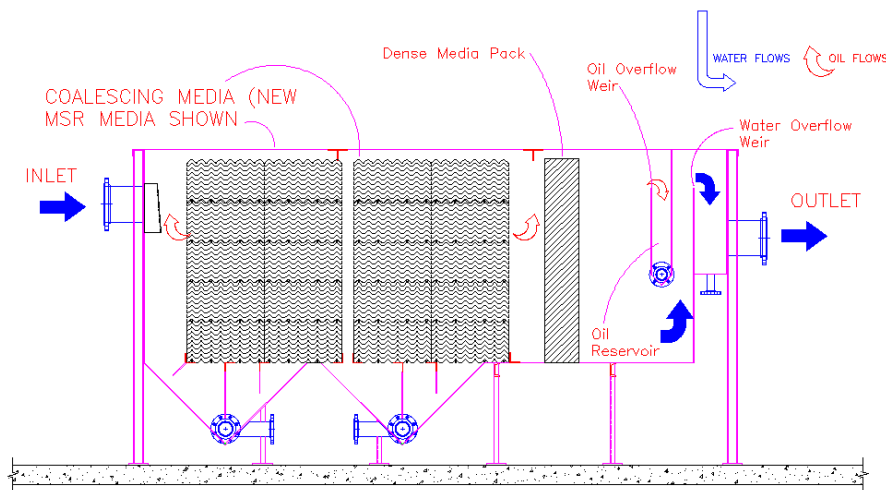 Dense Media Pack
Oil Overflow
Weir
WATER FLOWS
OIL FLOWS
COALESCING MEDIA (NEW
MSR MEDIA SHOWN
Water Overflow
Weir
INLET
OUTLET
Oil
Reservoir